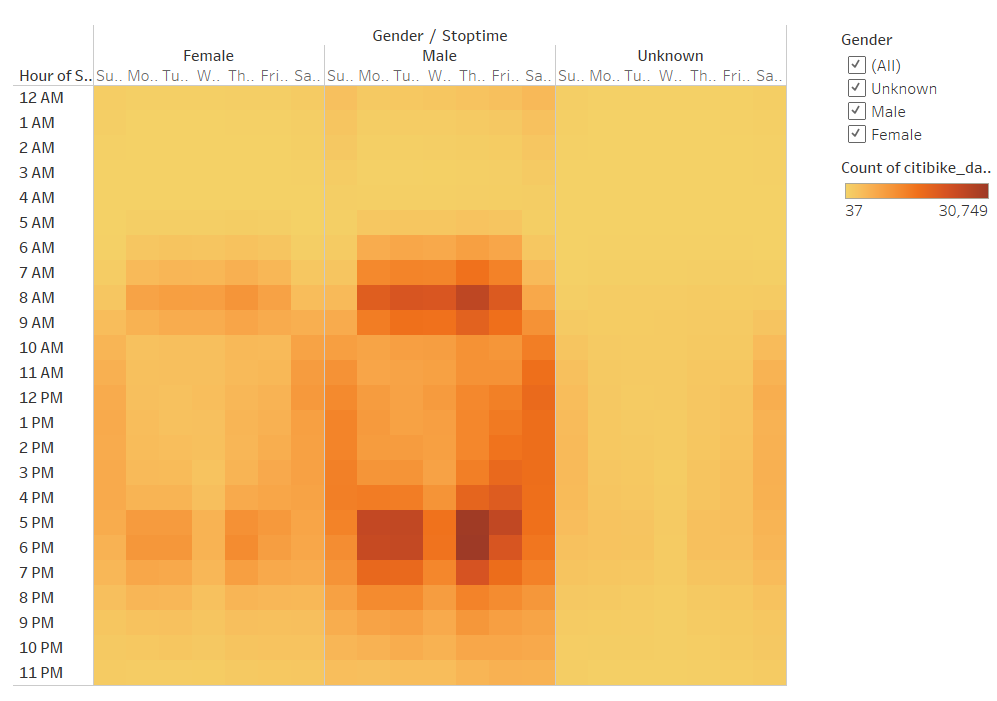 Gender / Stoptime
Female Male Unknown
Hour of S.. Su.. Mo.. Tu.. W.. Th.. Fri.. Sa.. Su.. Mo.. Tu.. W.. Th.. Fri.. Sa.. Su.. Mo.. Tu.. W.. Th.. Fri.. Sa..
12 AM
1 AM
2 AM
3 AM
4 AM
5 AM
6 AM
7 AM
8 AM
9 AM
10 AM
11 AM
12 PM
1 PM
2 PM
3 PM
4 PM
5 PM
6 PM
7 PM
8 PM
9 PM
10 PM
11 PM
Gender
(All)
Unknown
Male
Female
Count of citibike_da..
37 30,749